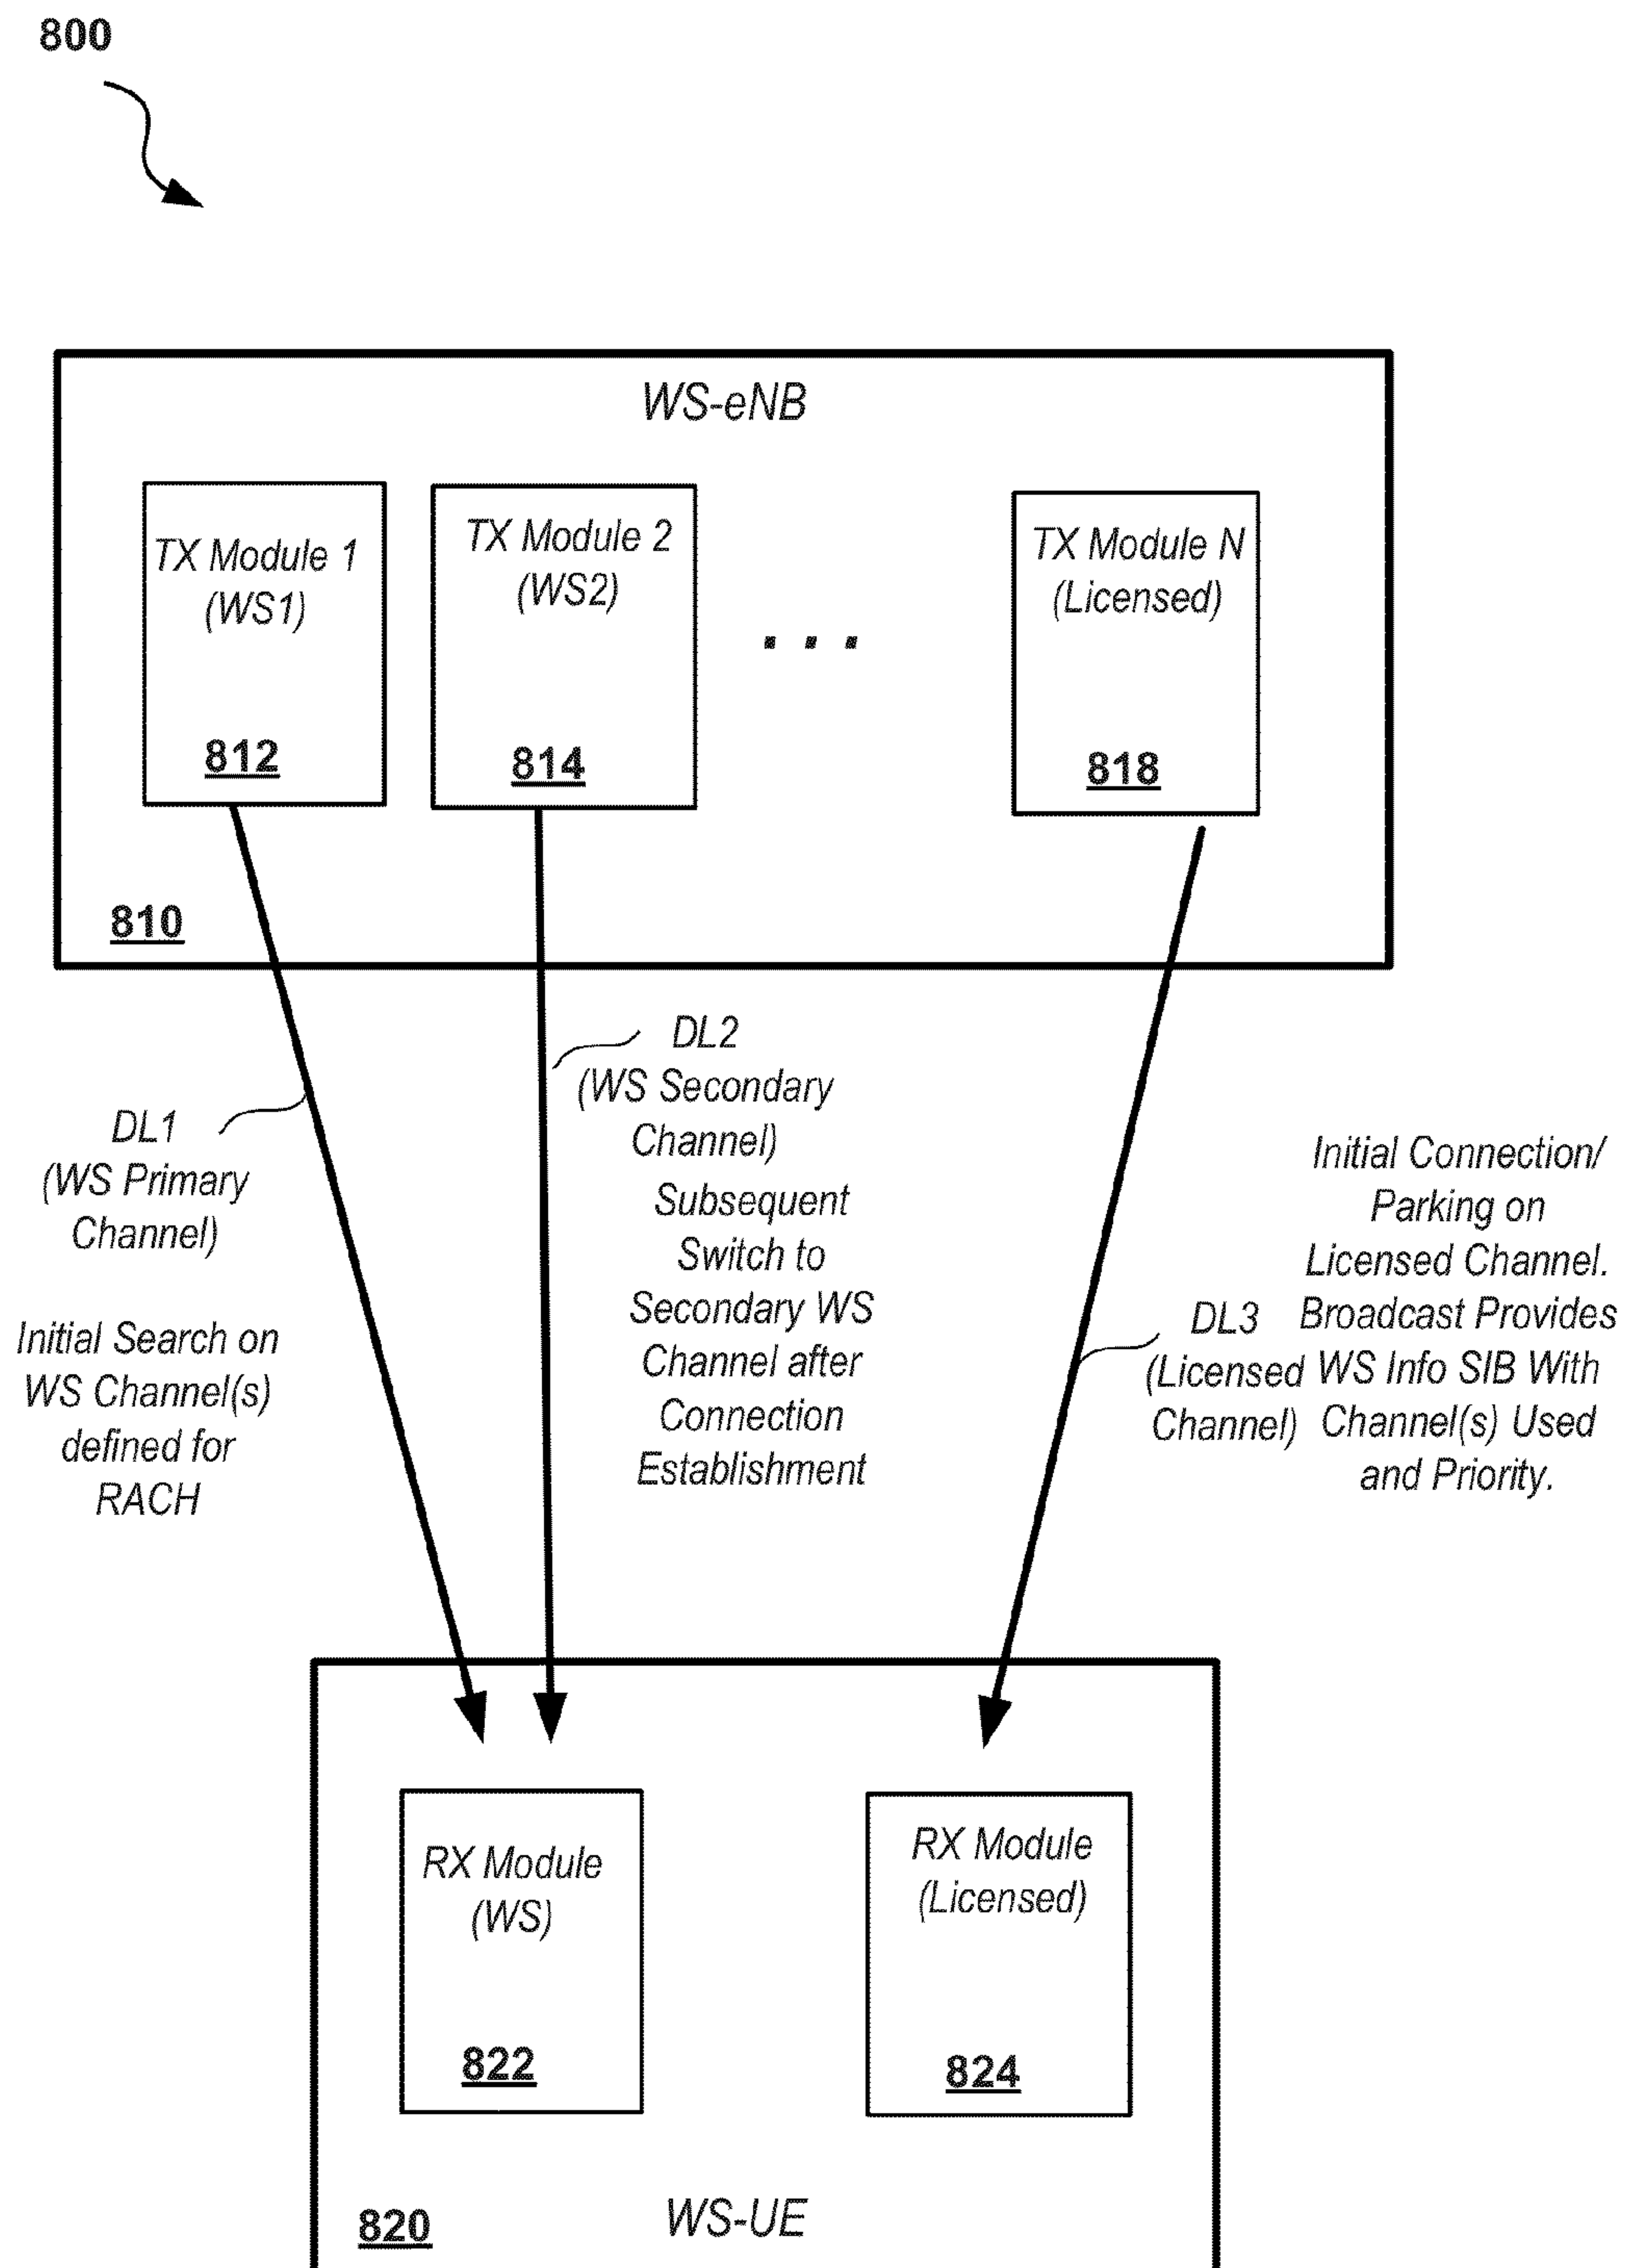 800
WS-eNB
TX Module 1
(WS1)
812
TX Module 2
(WS2)
814
. . .
TX Module N
(Licensed)
818
810
DL1
(WS Primary
Channel)
Initial Search on
WS Channel(s)
defined for
RACH
DL2
(WS Secondary
Channel)
Subsequent
Switch to
Secondary WS
Channel after
Connection
Establishment
DL3
(Licensed
Channel)
Initial Connection/
Parking on
Licensed Channel.
Broadcast Provides
WS Info SIB With
Channel(s) Used
and Priority.
RX Module
(WS)
822
RX Module
(Licensed)
824
820
WS-UE